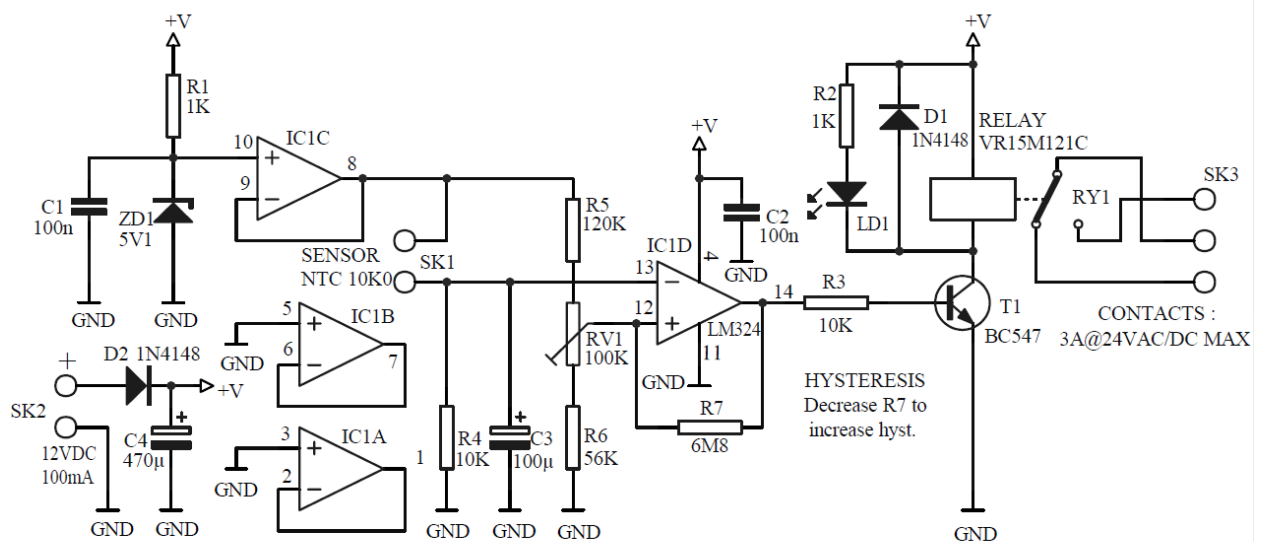 +V
R1
1K
10
IC1C
+
8
9
−
C1
100n
ZD1
5V1
GND
GND
SENSOR
NTC 10K0
SK1
R5
120K
5
+
IC1B
6
−
7
GND
D2 1N4148
+
+V
SK2
+
C4
470µ
12VDC
100mA
GND
GND
3
+
IC1A
2
−
1
GND
R4
10K
GND
+
C3
100µ
GND
RV1
100K
R6
56K
GND
+V
C2
100n
GND
IC1D
4
13
−
12
+
14
LM324
11
GND
R7
6M8
R3
10K
HYSTERESIS
Decrease R7 to
increase hyst.
+V
R2
1K
D1
1N4148
LD1
RELAY
VR15M121C
RY1
SK3
T1
BC547
CONTACTS :
3A@24VAC/DC MAX
GND